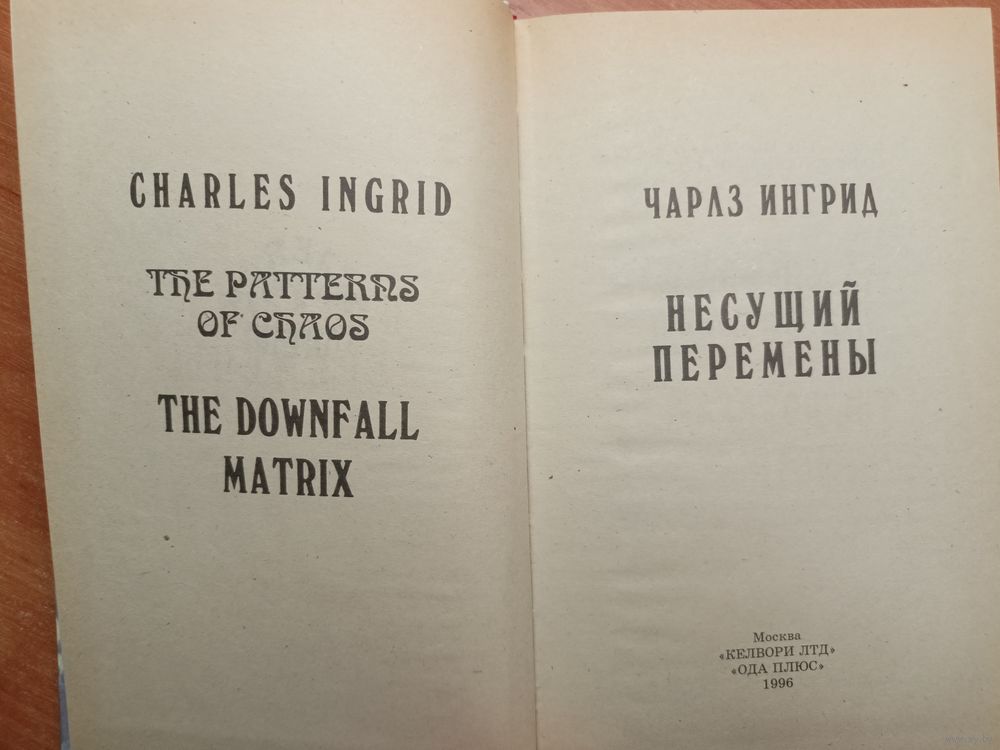 CHARLES INGRID
THE PATTERNS
OF CHAOS
THE DOWNFALL
MATRIX
ЧАРЛЗ ИНГРИД
НЕСУЩИЙ
ПЕРЕМЕНЫ
Москва
«КЕЛВОРИ ЛТД»
«ОДА ПЛЮС»
1996